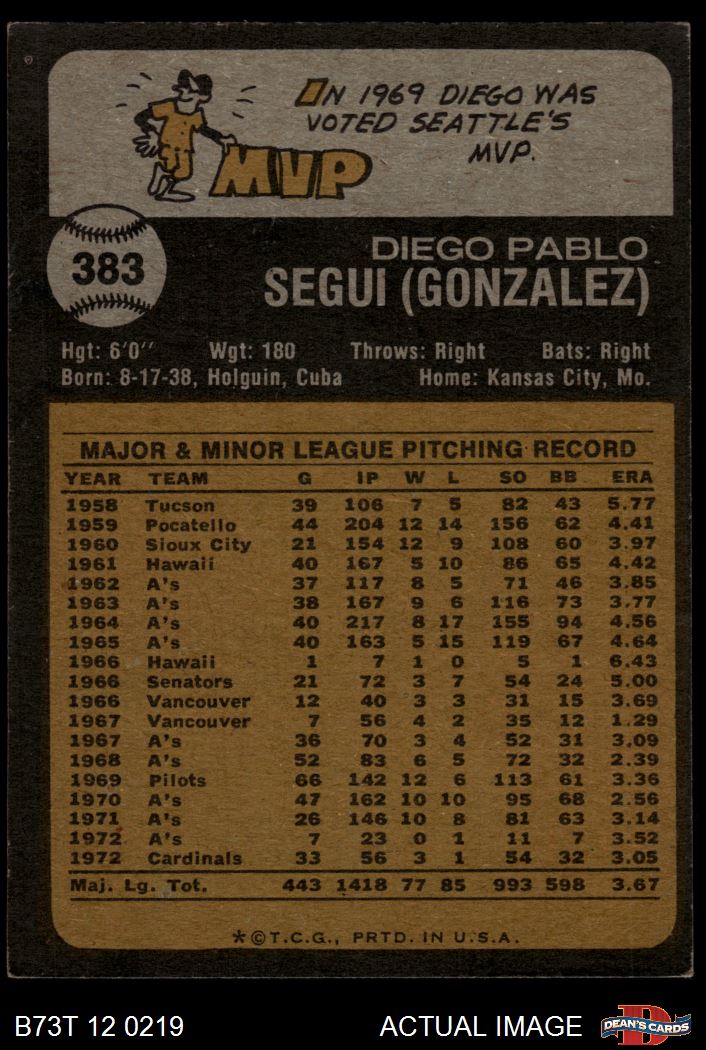 IN 1969 DIEGO WAS
VOTED SEATTLE'S
MVP.
MVP
383
DIEGO PABLO
SEGUI (GONZALEZ)
Hgt: 6'0" Wgt: 180 Throws: Right Bats: Right
Born: 8-17-38, Holguin, Cuba Home: Kansas City, Mo.
MAJOR & MINOR LEAGUE PITCHING RECORD
YEAR TEAM G IP W L SO BB ERA
1958 Tucson 39 106 7 5 82 43 5.77
1959 Pocatello 44 204 12 14 156 62 4.41
1960 Sioux City 21 154 12 9 108 60 3.97
1961 Hawaii 40 167 5 10 86 65 4.42
1962 A's 37 117 8 5 71 46 3.85
1963 A's 38 167 9 6 116 73 3.77
1964 A's 40 217 8 17 155 94 4.56
1965 A's 40 163 5 15 119 67 4.64
1966 Hawaii 1 7 1 0 5 1 6.43
1966 Senators 21 72 3 7 54 24 5.00
1966 Vancouver 12 40 3 3 31 15 3.69
1967 Vancouver 7 56 4 2 35 12 1.29
1967 A's 36 70 3 4 52 31 3.09
1968 A's 52 83 6 5 72 32 2.39
1969 Pilots 66 142 12 6 113 61 3.36
1970 A's 47 162 10 10 95 68 2.56
1971 A's 26 146 10 8 81 63 3.14
1972 A's 7 23 0 1 11 7 3.52
1972 Cardinals 33 56 3 1 54 32 3.05
Maj. Lg. Tot. 443 1418 77 85 993 598 3.67
*©T.C.G., PRTD. IN U.S.A.
B73T 12 0219 ACTUAL IMAGE
D
DEAN'S CARDS